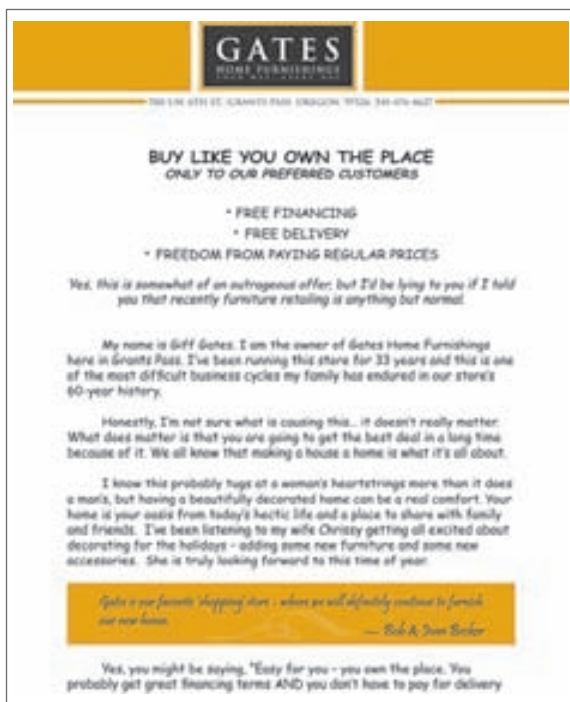 GATES
HOME FURNISHINGS
700 S.W. 6TH ST. GRANTS PASS, OREGON 97526
BUY LIKE YOU OWN THE PLACE
ONLY TO OUR PREFERRED CUSTOMERS
• FREE FINANCING
• FREE DELIVERY
• FREEDOM FROM PAYING REGULAR PRICES
Yes, this is somewhat of an outrageous offer, but I'd be lying to you if I told
you that recently furniture retailing is anything but normal.
My name is Giff Gates. I am the owner of Gates Home Furnishings
here in Grants Pass. I've been running this store for 33 years and this is one
of the most difficult business cycles my family has endured in our store's
60-year history.
Honestly, I'm not sure what is causing this... it doesn't really matter.
What does matter is that you are going to get the best deal in a long time
because of it. We all know that making a house a home is what it's all about.
I know this probably tugs at a woman's heartstrings more than it does
a man's, but having a beautifully decorated home can be a real comfort. Your
home is your oasis from today's hectic life and a place to share with family
and friends. I've been listening to my wife Chrissy getting all excited about
decorating for the holidays – adding some new furniture and some new
accessories. She is truly looking forward to this time of year.
Gates is our favorite 'shopping' store - where we will definitely continue to furnish
our new house.
— Bob & Joan Becker
Yes, you might be saying, "Easy for you – you own the place. You
probably get great financing terms AND you don't have to pay for delivery